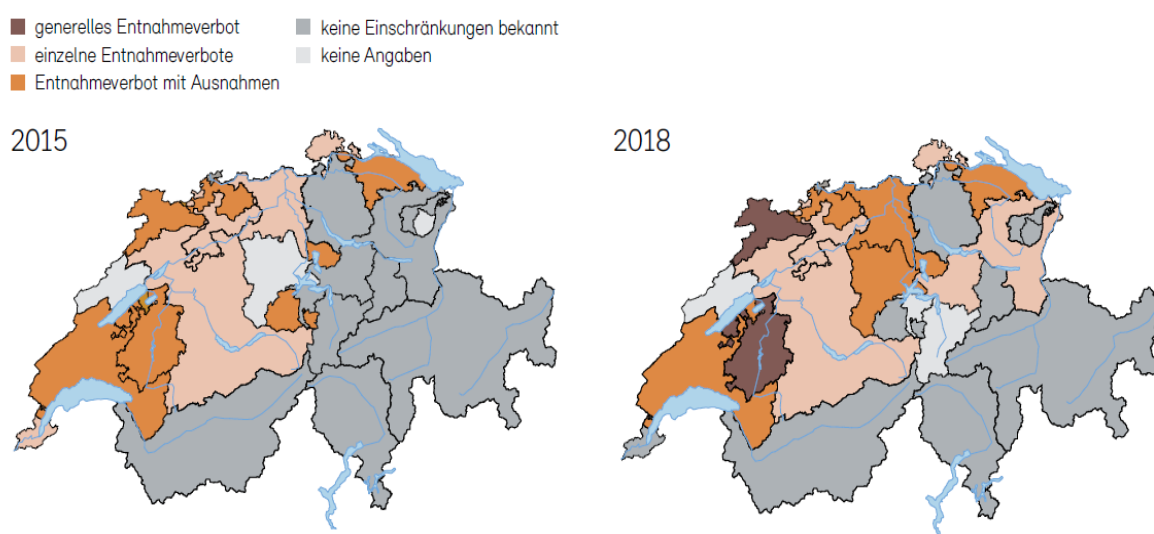 generelles Entnahmeverbot
einzelne Entnahmeverbote
Entnahmeverbot mit Ausnahmen
keine Einschränkungen bekannt
keine Angaben
2015
2018